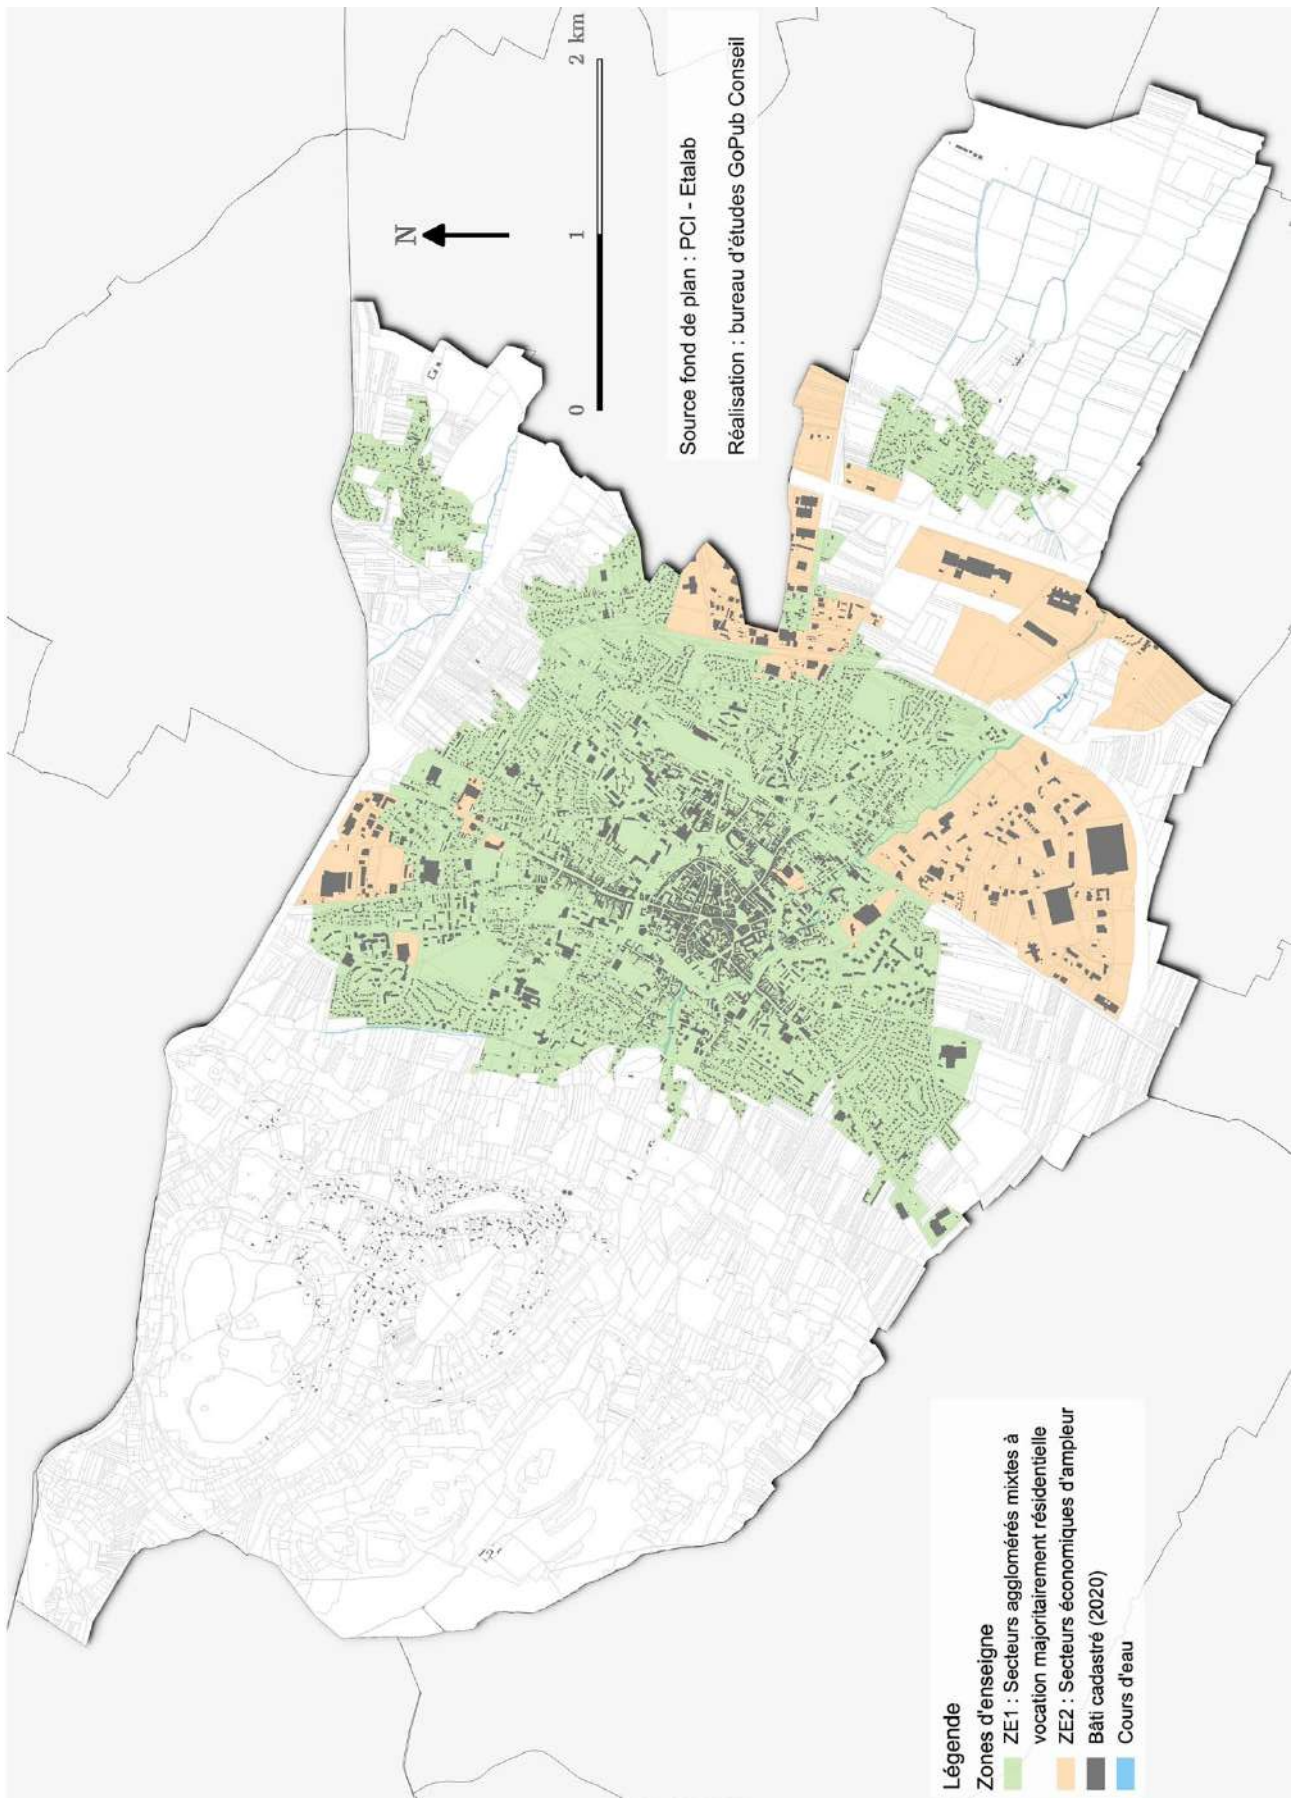 Légende
Zones d'enseigne
ZE1 : Secteurs agglomérés mixtes à
vocation majoritairement résidentielle
ZE2 : Secteurs économiques d'ampleur
Bâti cadastré (2020)
Cours d'eau
N
0 1 2 km
Source fond de plan : PCI - Etalab
Réalisation : bureau d'études GoPub Conseil